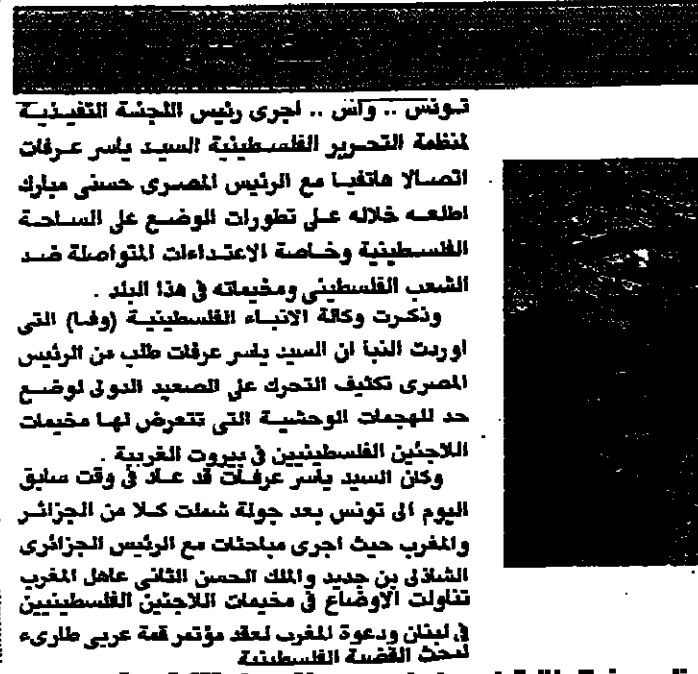 تونس .. واس .. اجرى رئيس اللجنة التنفيذية
لمنظمة التحرير الفلسطينية السيد ياسر عرفات
اتصالا هاتفيا مع الرئيس المصرى حسنى مبارك
اطلعه خلاله على تطورات الوضع على الساحة
الفلسطينية وخاصة الاعتداءات المتواصلة ضد
الشعب الفلسطينى ومخيماته في هذا البلد .
وذكرت وكالة الانباء الفلسطينية (وفا) التى
اوردت النبا ان السيد ياسر عرفات طلب من الرئيس
المصرى تكثيف التحرك على الصعيد الدولى لوضع
حد للهجمات الوحشية التى تتعرض لها مخيمات
اللاجئين الفلسطينيين في بيروت الغربية .
وكان السيد ياسر عرفات قد عاد في وقت سابق
اليوم الى تونس بعد جولة شملت كلا من الجزائر
والمغرب حيث اجرى مباحثات مع الرئيس الجزائرى
الشاذلى بن جديد والملك الحسن الثانى عاهل المغرب
تناولت الاوضاع في مخيمات اللاجئين الفلسطينيين
في لبنان ودعوة المغرب لعقد مؤتمر قمة عربى طارىء
لبحث القضية الفلسطينية